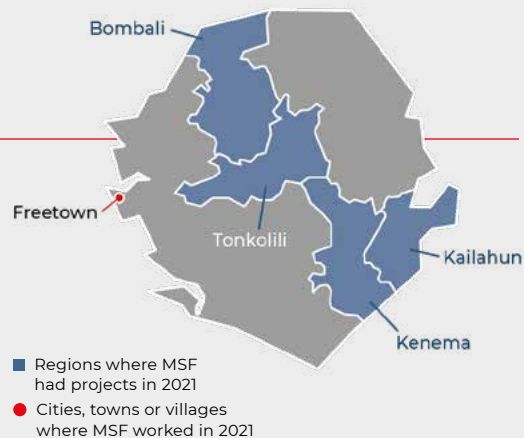 Bombali
Freetown
Tonkolili
Kailahun
Kenema
Regions where MSF
had projects in 2021
Cities, towns or villages
where MSF worked in 2021